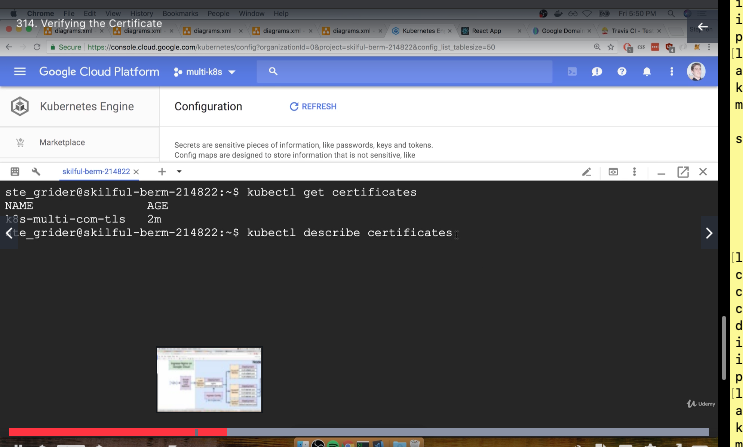 Chrome File Edit View History Bookmarks People Window Help Fri 5:50 PM
314. Verifying the Certificate
diagrams.xml diagrams.xml diagrams.xml diagrams.xml diagrams.xml Kubernetes React App Google Domain Travis CI - Test
Secure https://console.cloud.google.com/kubernetes/config?organizationId=0&project=skilful-berm-214822&config_list_tablesize=50
Google Cloud Platform multi-k8s
Kubernetes Engine Configuration REFRESH
Marketplace
Secrets are sensitive pieces of information, like passwords, keys and tokens.
Config maps are designed to store information that is not sensitive, like
skilful-berm-214822
ste_grider@skilful-berm-214822:~$ kubectl get certificates
NAME AGE
k8s-multi-com-tls 2m
ste_grider@skilful-berm-214822:~$ kubectl describe certificates
Udemy